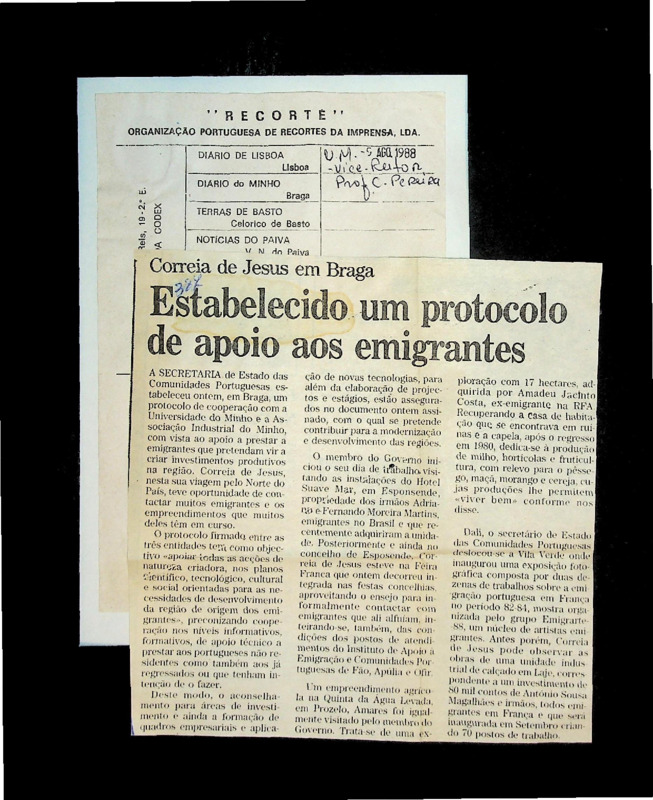 "RECORTE"
ORGANIZAÇÃO PORTUGUESA DE RECORTES DA IMPRENSA, LDA.
Reis, 19 - 2.º E.
A CODEX
DIÁRIO DE LISBOA
Lisboa
U.M. -5 AGO. 1988
-Vice-Reitor
Prof C. Pereira
DIÁRIO do MINHO
Braga
TERRAS DE BASTO
Celorico de Basto
NOTICÍAS DO PAIVA
V. N. do Paiva
Correia de Jesus em Braga
Estabelecido um protocolo
de apoio aos emigrantes
A SECRETARIA de Estado das
Comunidades Portuguesas es-
tabeleceu ontem, em Braga, um
protocolo de cooperação com a
Universidade do Minho e a As-
sociação Industrial do Minho,
com vista ao apoio a prestar a
emigrantes que pretendam vir a
criar investimentos produtivos
na região. Correia de Jesus,
nesta sua viagem pelo Norte do
País, teve oportunidade de con-
tactar muitos emigrantes e os
empreendimentos que muitos
deles têm em curso.
O protocolo firmado entre as
três entidades tem como objec-
tivo «apoiar todas as acções de
natureza criadora, nos planos
científico, tecnológico, cultural
e social orientadas para as ne-
cessidades de desenvolvimento
da região de origem dos emi-
grantes», preconizando coope-
ração nos níveis informativos,
formativos, de apoio técnico a
prestar aos portugueses não re-
sidentes como também aos já
regressados ou que tenham in-
tenção de o fazer.
Deste modo, o aconselha-
mento para áreas de investi-
mento e ainda a formação de
quadros empresariais e aplica-
ção de novas tecnologias, para
além da elaboração de projec-
tos e estágios, estão assegura-
dos no documento ontem assi-
nado, com o qual se pretende
contribuir para a modernização
e desenvolvimento das regiões.
O membro do Governo ini-
ciou o seu dia de trabalho visi-
tando as instalações do Hotel
Suave Mar, em Esponsende,
propriedade dos irmãos Adria-
no e Fernando Moreira Martins,
emigrantes no Brasil e que re-
centemente adquiriram a unida-
de. Posteriormente e ainda no
concelho de Esposende, Cor-
reia de Jesus esteve na Feira
Franca que ontem decorreu in-
tegrada nas festas concelhias,
aproveitando o ensejo para in-
formalmente contactar com
emigrantes que ali afluíam, in-
teirando-se, também, das con-
dições dos postos de atendi-
mentos do Instituto de Apoio à
Emigração e Comunidades Por-
tuguesas de Fão, Apúlia e Ofir.
Um empreendimento agríco-
la na Quinta da Água Levada,
em Prozelo, Amares foi igual-
mente visitado pelo membro do
Governo. Trata-se de uma ex-
ploração com 17 hectares, ad-
quirida por Amadeu Jacinto
Costa, ex-emigrante na RFA
Recuperando a casa de habita-
ção que se encontrava em ruí-
nas e a capela, após o regresso
em 1980, dedica-se à produção
de milho, hortícolas e fruticul-
tura, com relevo para o pêsse-
go, maçã, morango e cereja, cu-
jas produções lhe permitem
«viver bem» conforme nos
disse.
Dali, o secretário de Estado
das Comunidades Portuguesas
deslocou-se a Vila Verde onde
inaugurou uma exposição foto-
gráfica composta por duas de-
zenas de trabalhos sobre a emi-
gração portuguesa em França
no período 82-84, mostra orga-
nizada pelo grupo Emigrarte-
-88, um núcleo de artistas emi-
grantes. Antes porém, Correia
de Jesus pode observar as
obras de uma unidade indus-
trial de calçado em Laje, corres-
pondente a um investimento de
80 mil contos de António Sousa
Magalhães e irmãos, todos emi-
grantes em França e que será
inaugurada em Setembro crian-
do 70 postos de trabalho.